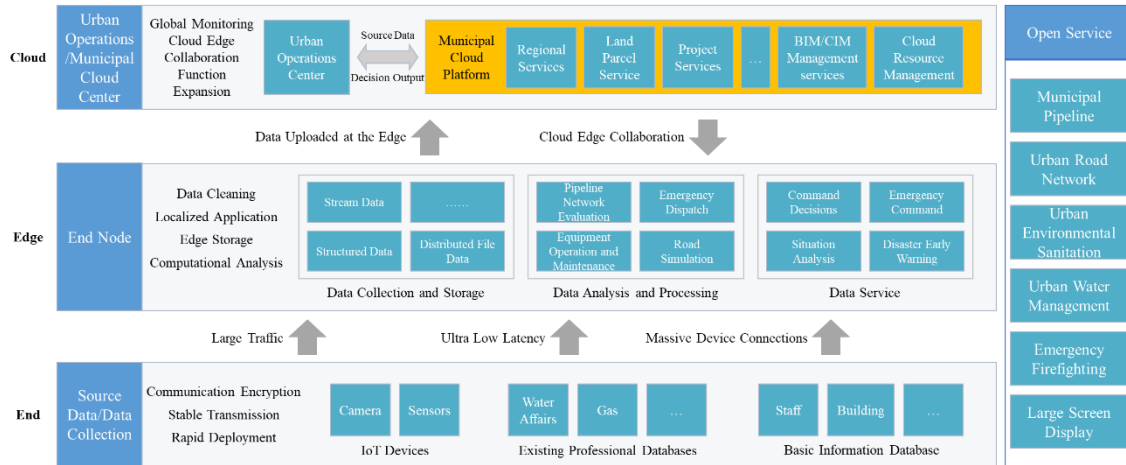 Cloud
Urban
Operations
/Municipal
Cloud
Center
Global Monitoring
Cloud Edge
Collaboration
Function
Expansion
Urban
Operations
Center
Source Data
Decision Output
Municipal
Cloud
Platform
Regional
Services
Land
Parcel
Service
Project
Services
...
BIM/CIM
Management
services
Cloud
Resource
Management
Data Uploaded at the Edge
Cloud Edge Collaboration
Edge
End Node
Data Cleaning
Localized Application
Edge Storage
Computational Analysis
Stream Data
......
Structured Data
Distributed File
Data
Data Collection and Storage
Pipeline
Network
Evaluation
Emergency
Dispatch
Equipment
Operation and
Maintenance
Road
Simulation
Data Analysis and Processing
Command
Decisions
Emergency
Command
Situation
Analysis
Disaster Early
Warning
Data Service
Large Traffic
Ultra Low Latency
Massive Device Connections
End
Source
Data/Data
Collection
Communication Encryption
Stable Transmission
Rapid Deployment
Camera
Sensors
IoT Devices
Water
Affairs
Gas
...
Existing Professional Databases
Staff
Building
...
Basic Information Database
Open Service
Municipal
Pipeline
Urban Road
Network
Urban
Environmental
Sanitation
Urban Water
Management
Emergency
Firefighting
Large Screen
Display